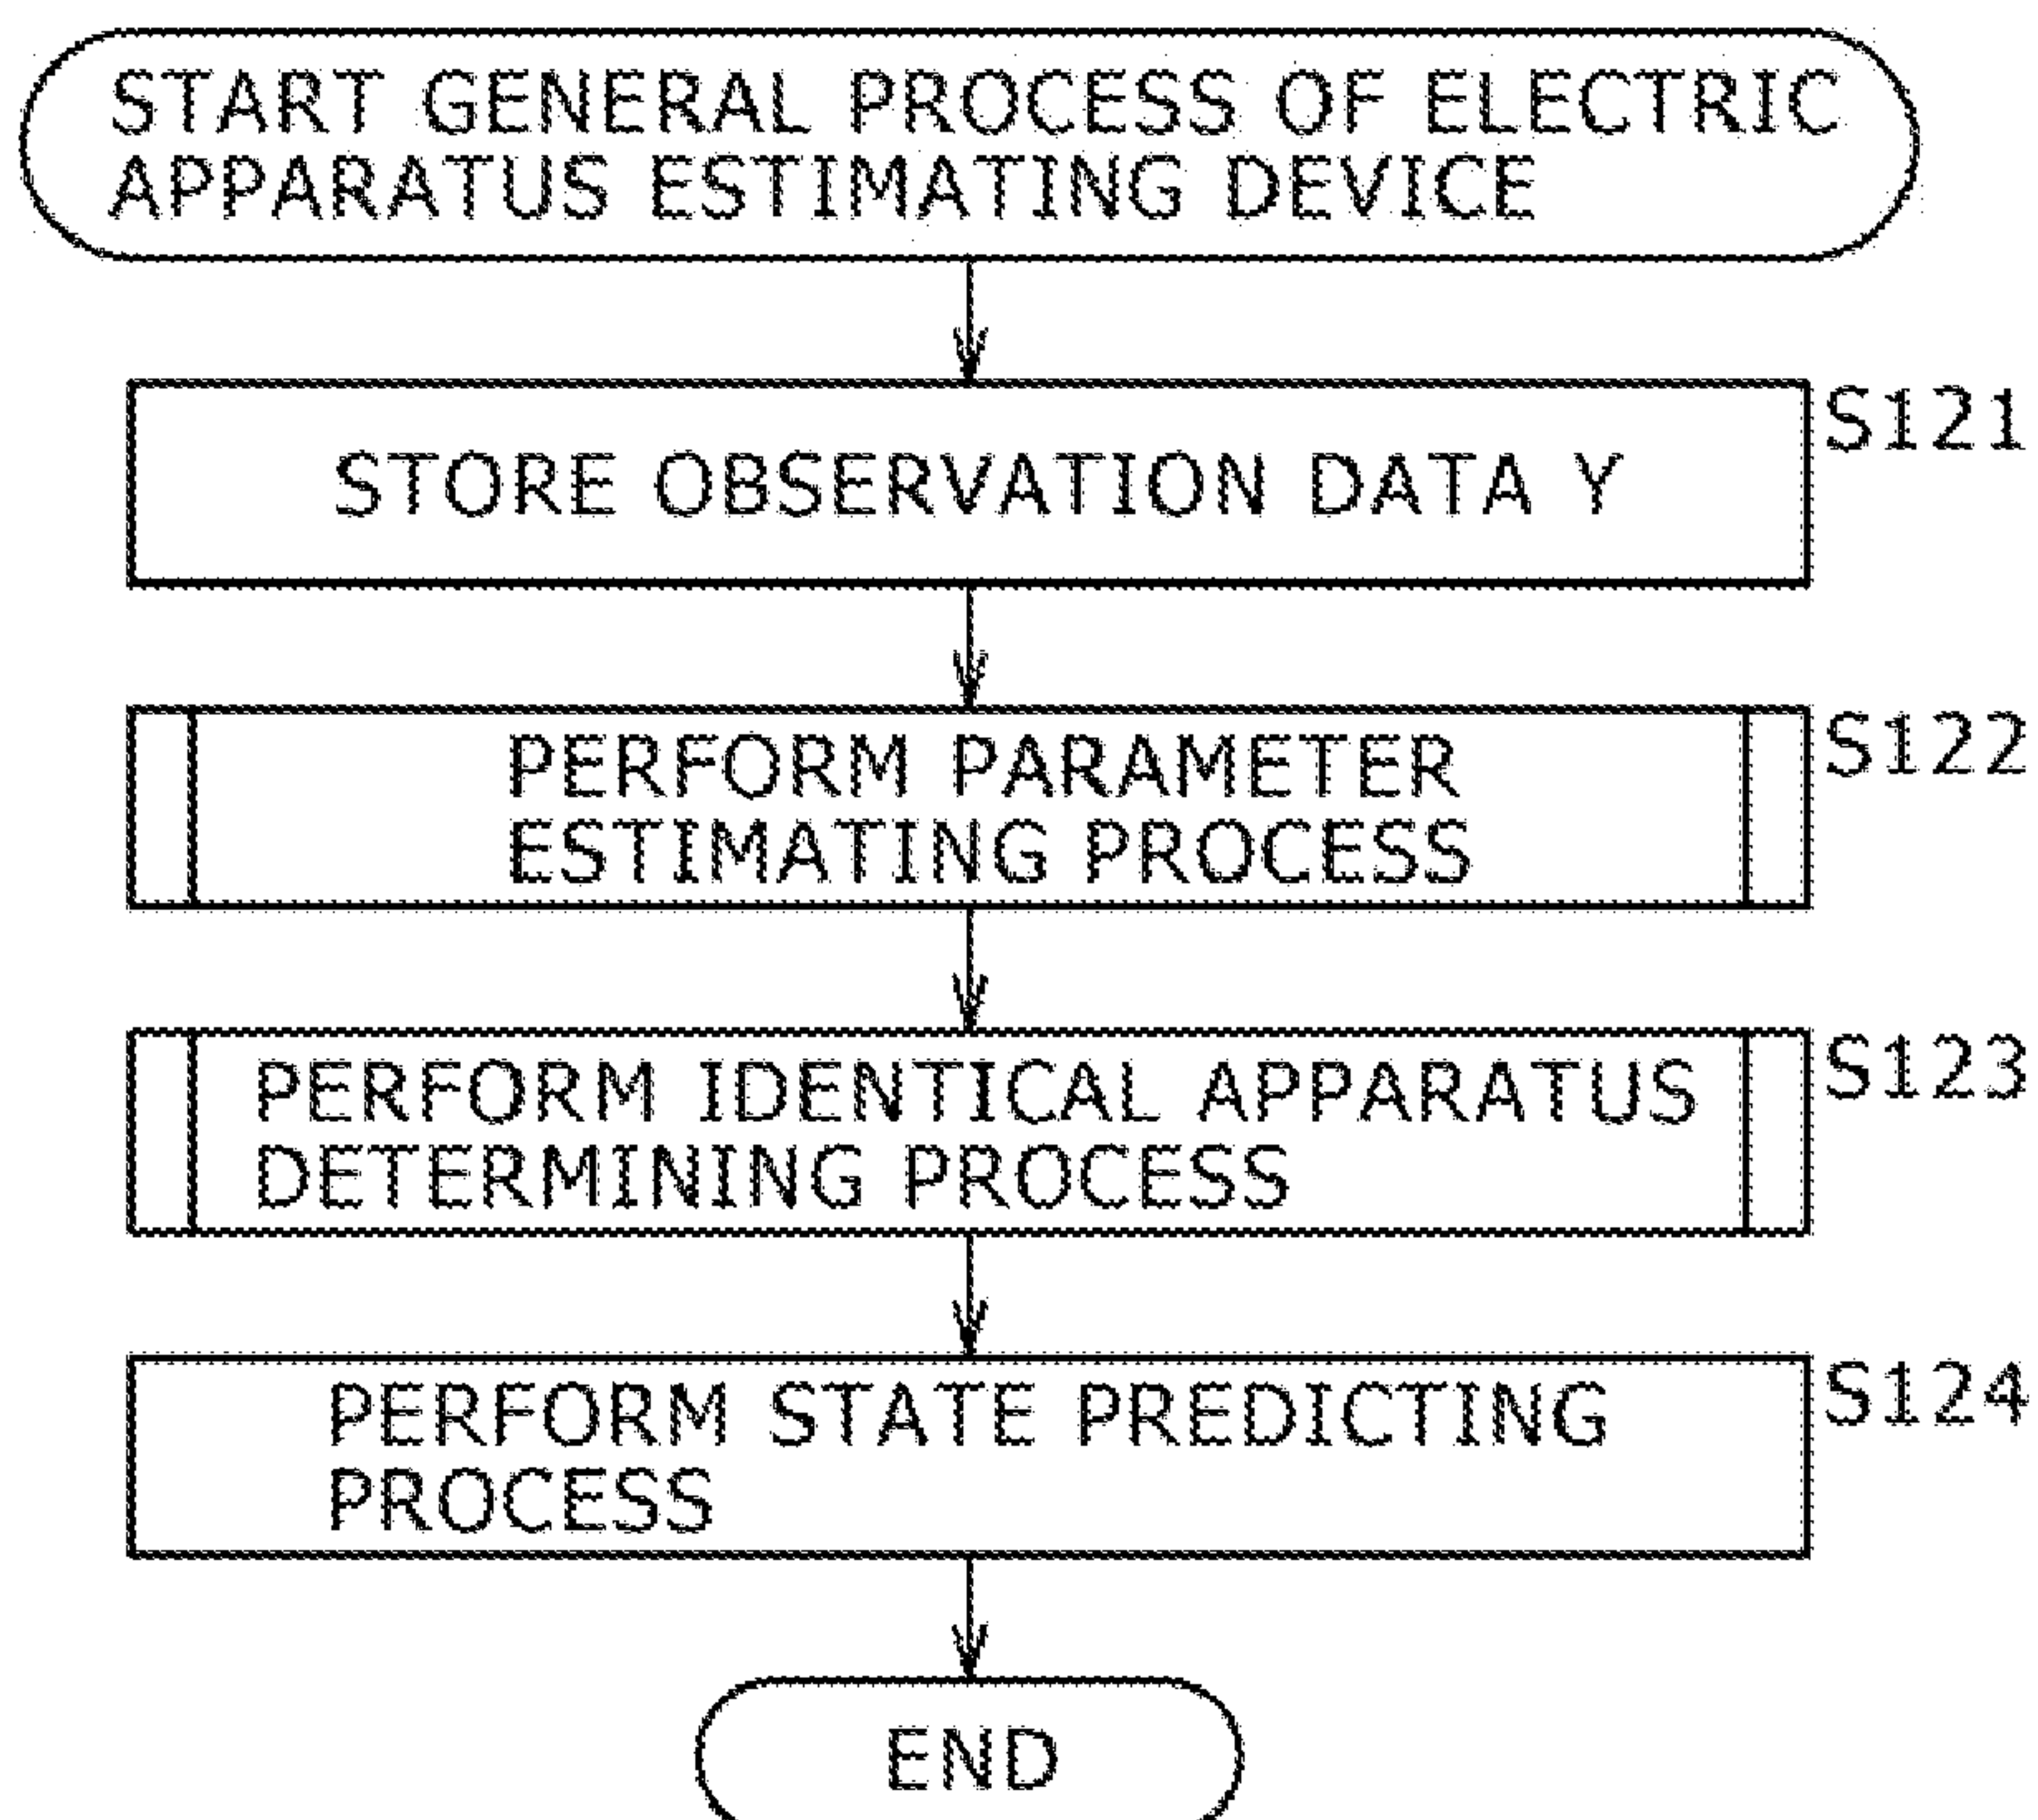 START GENERAL PROCESS OF ELECTRIC
APPARATUS ESTIMATING DEVICE
STORE OBSERVATION DATA Y
S121
PERFORM PARAMETER
ESTIMATING PROCESS
S122
PERFORM IDENTICAL APPARATUS
DETERMINING PROCESS
S123
PERFORM STATE PREDICTING
PROCESS
S124
END